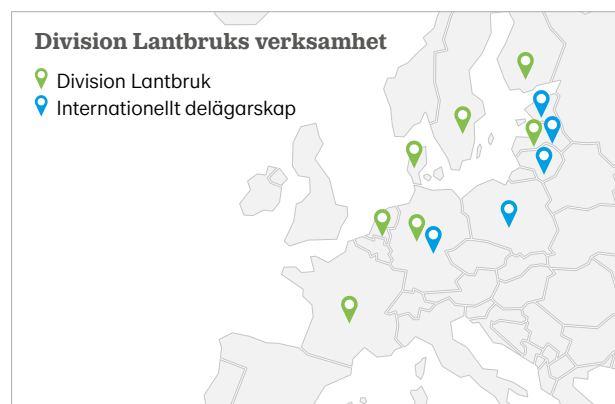 Division Lantbruks verksamhet
Division Lantbruk
Internationellt delägarskap